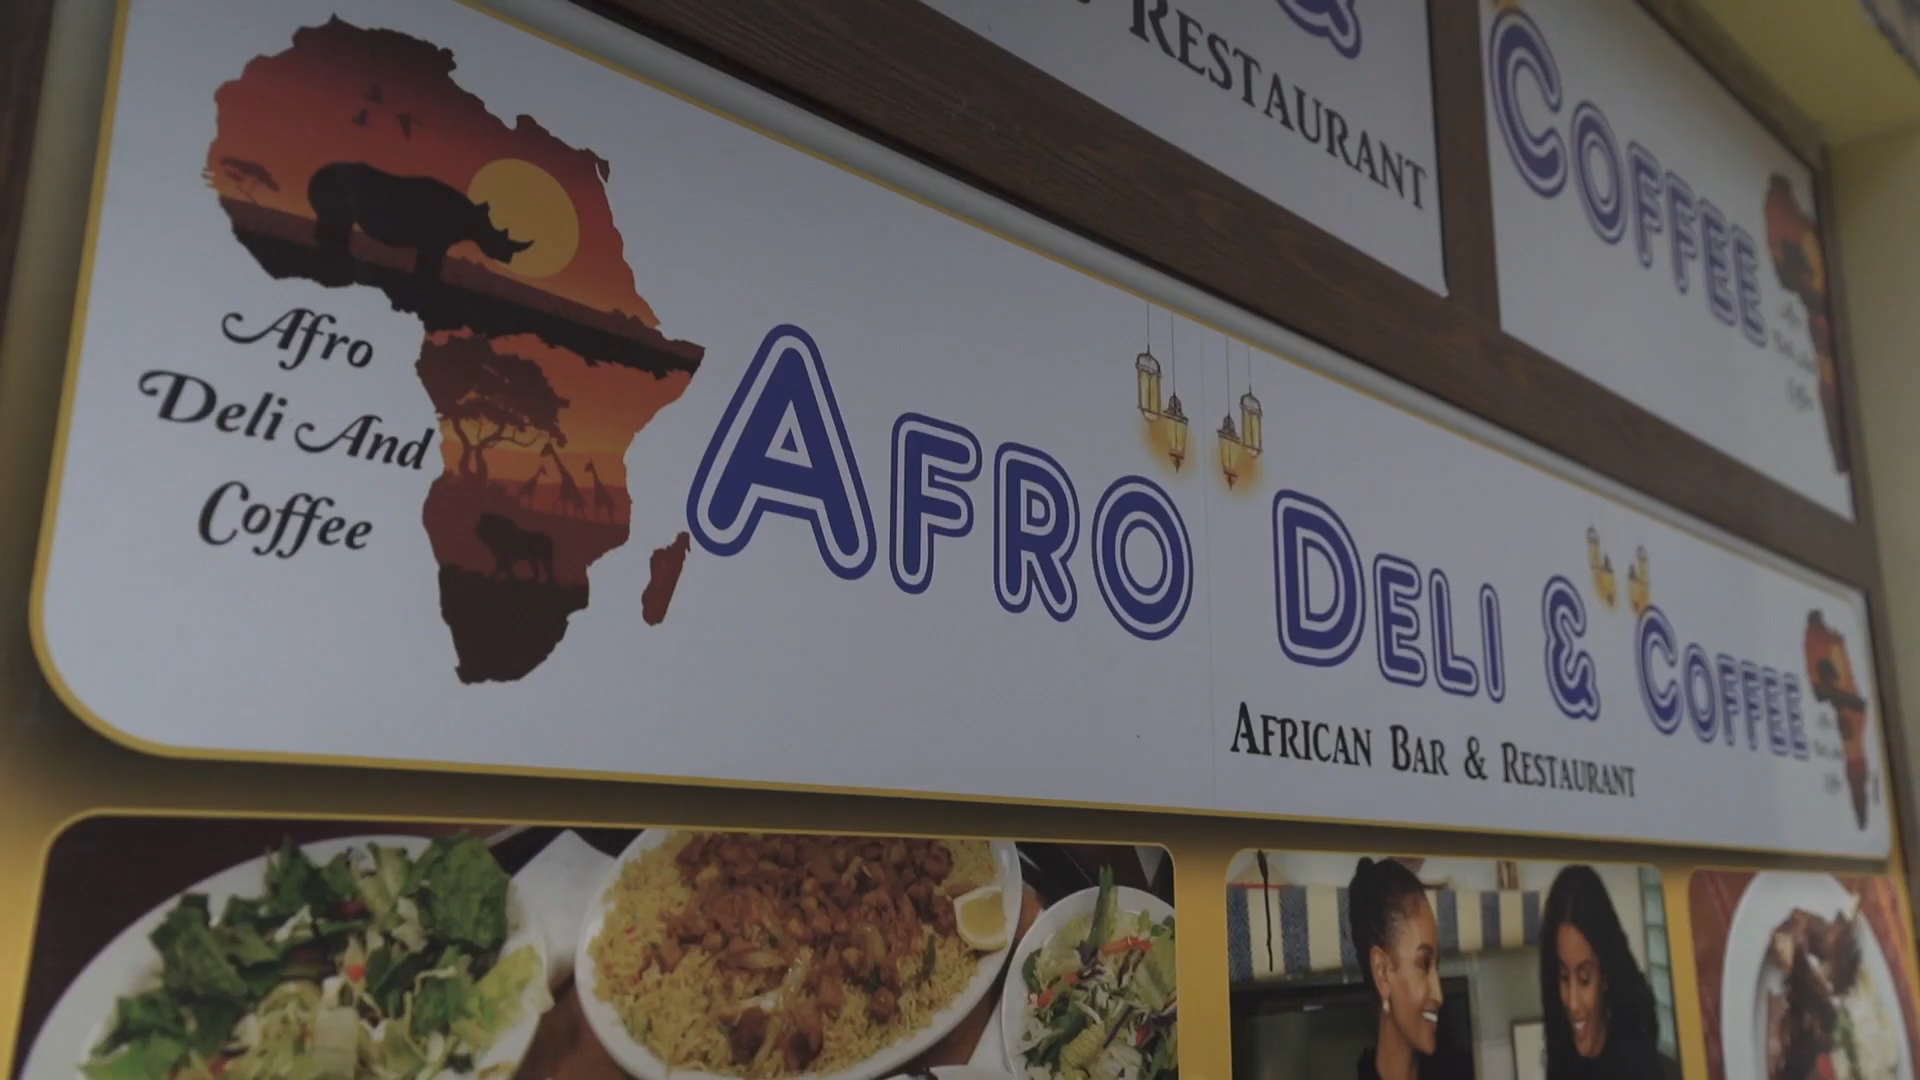 & Restaurant
Coffee
Afro
Deli And
Coffee
Afro Deli & Coffee
African Bar & Restaurant